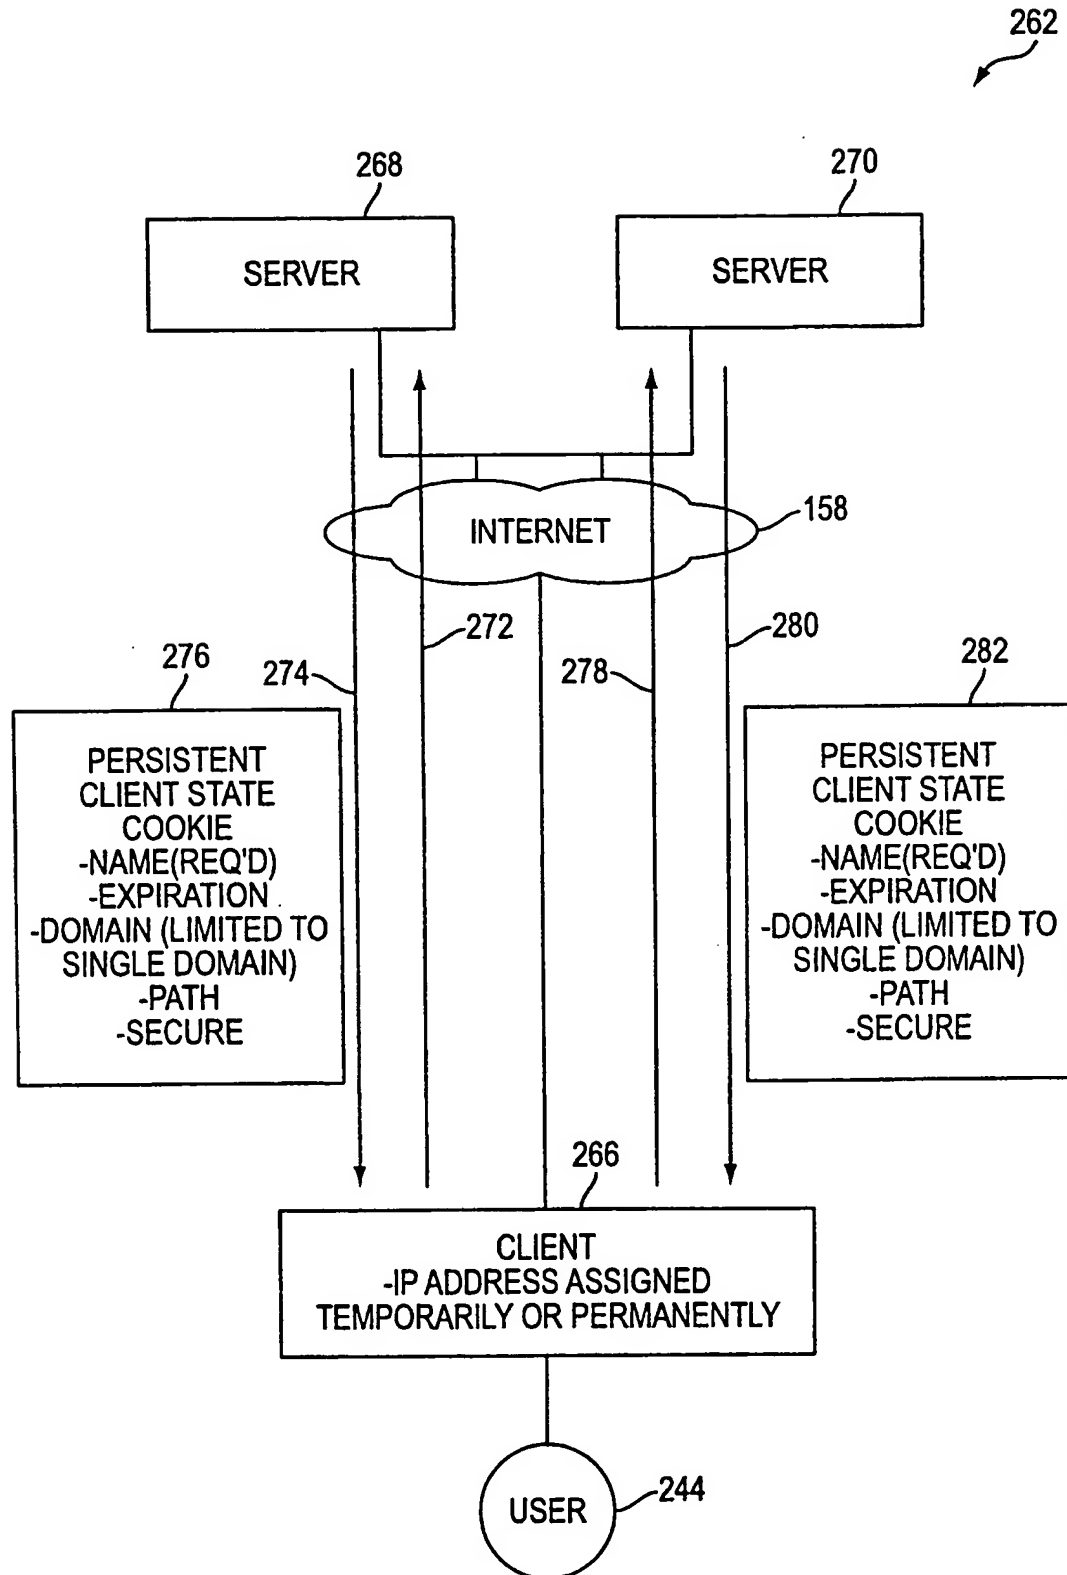 262
268
270
SERVER
SERVER
INTERNET
158
272
280
276
274
278
282
PERSISTENT
CLIENT STATE
COOKIE
-NAME(REQ'D)
-EXPIRATION
-DOMAIN (LIMITED TO
SINGLE DOMAIN)
-PATH
-SECURE
PERSISTENT
CLIENT STATE
COOKIE
-NAME(REQ'D)
-EXPIRATION
-DOMAIN (LIMITED TO
SINGLE DOMAIN)
-PATH
-SECURE
266
CLIENT
-IP ADDRESS ASSIGNED
TEMPORARILY OR PERMANENTLY
USER
244